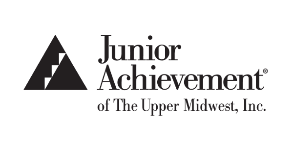 Junior
Achievement®
of The Upper Midwest, Inc.